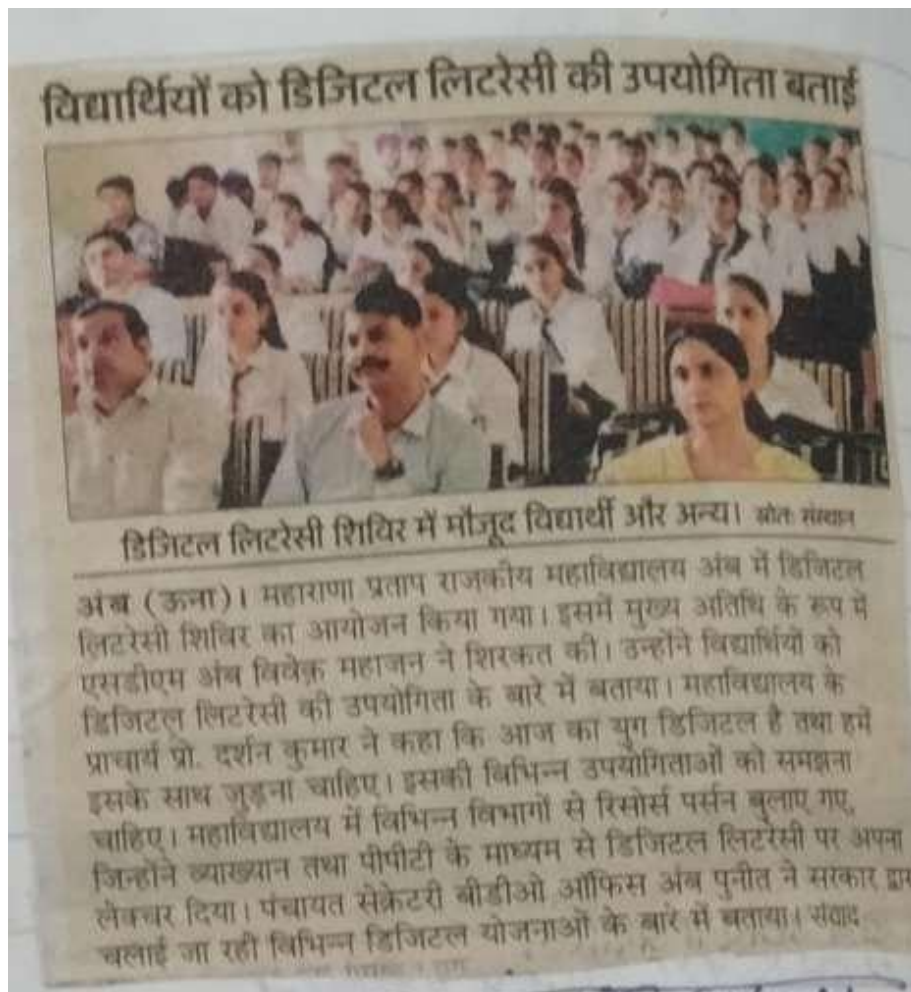 विद्यार्थियों को डिजिटल लिटरेसी की उपयोगिता बताई
डिजिटल लिटरेसी शिविर में मौजूद विद्यार्थी और अन्य। स्रोत: संस्थान
अंब (ऊना)। महाराणा प्रताप राजकीय महाविद्यालय अंब में डिजिटल
लिटरेसी शिविर का आयोजन किया गया। इसमें मुख्य अतिथि के रूप में
एसडीएम अंब विवेक महाजन ने शिरकत की। उन्होंने विद्यार्थियों को
डिजिटल लिटरेसी की उपयोगिता के बारे में बताया। महाविद्यालय के
प्राचार्य प्रो. दर्शन कुमार ने कहा कि आज का युग डिजिटल है तथा हमें
इसके साथ जुड़ना चाहिए। इसकी विभिन्न उपयोगिताओं को समझना
चाहिए। महाविद्यालय में विभिन्न विभागों से रिसोर्स पर्सन बुलाए गए,
जिन्होंने व्याख्यान तथा पीपीटी के माध्यम से डिजिटल लिटरेसी पर अपना
लेक्चर दिया। पंचायत सेक्रेटरी बीडीओ ऑफिस अंब पुनीत ने सरकार द्वारा
चलाई जा रही विभिन्न डिजिटल योजनाओं के बारे में बताया। संवाद